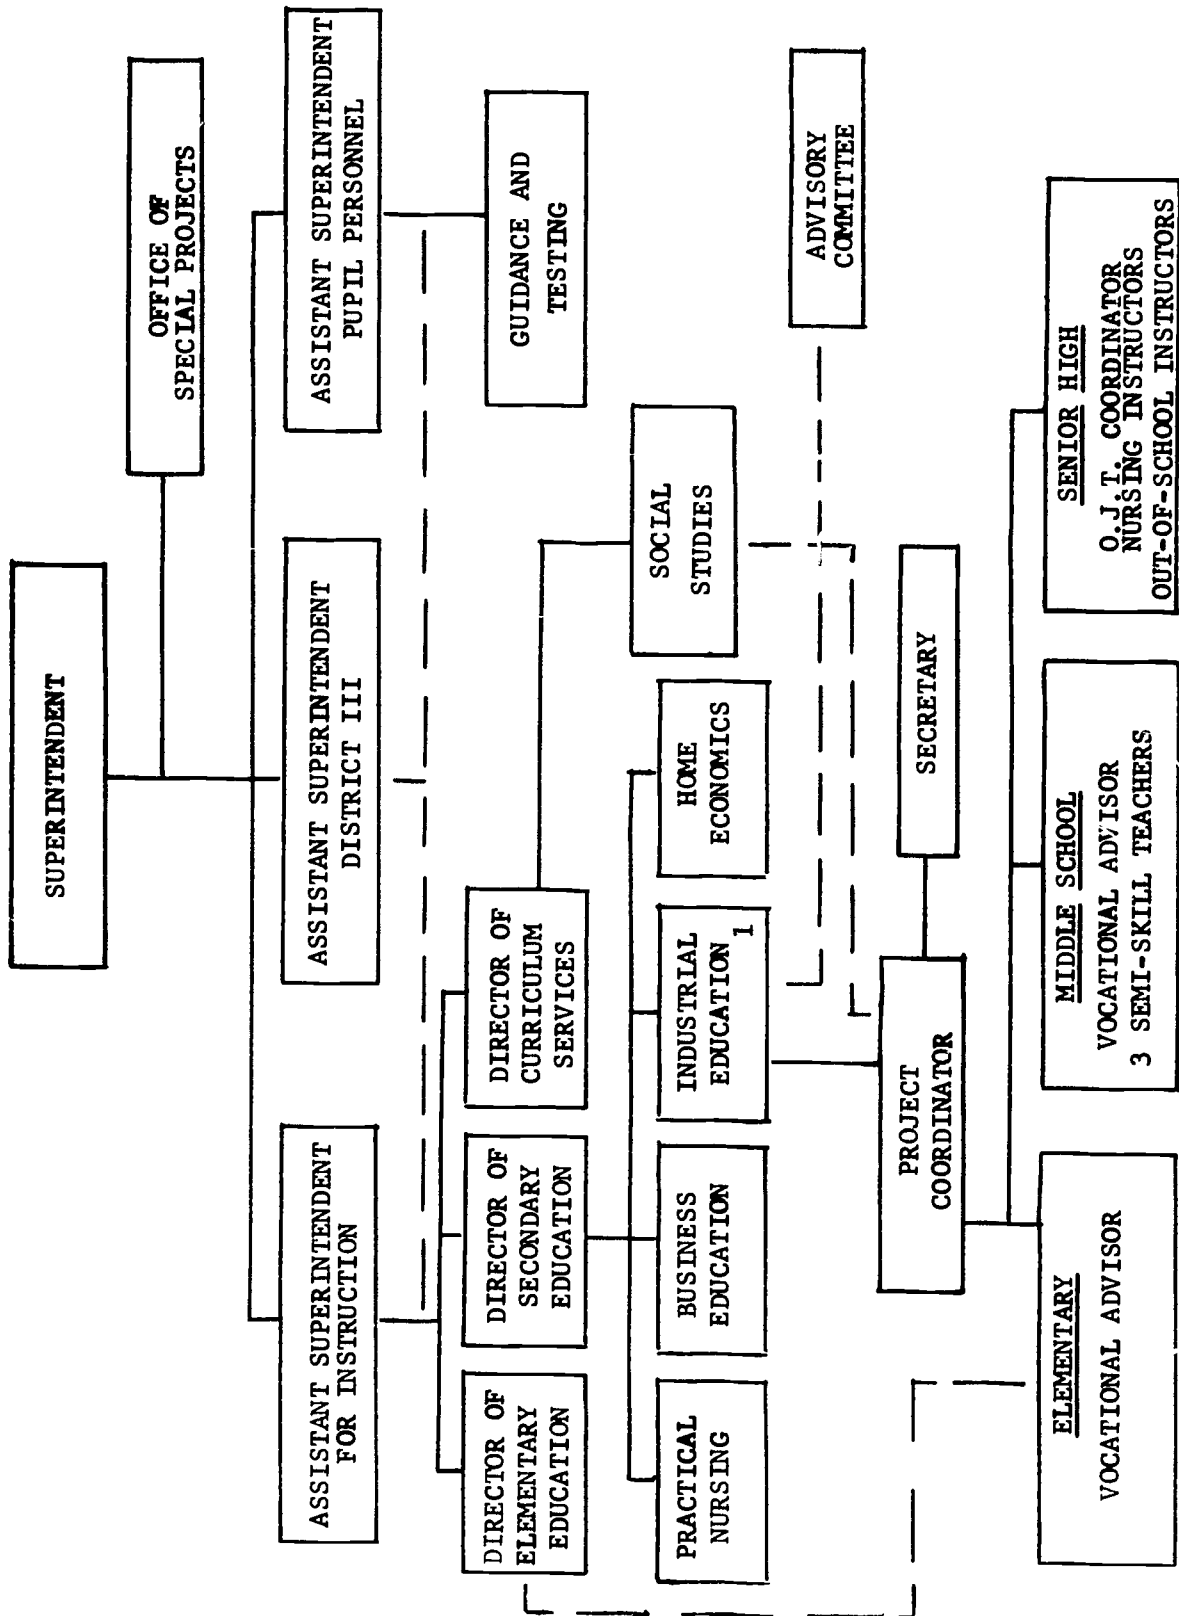 SUPERINTENDENT
OFFICE OF
SPECIAL PROJECTS
ASSISTANT SUPERINTENDENT
FOR INSTRUCTION
ASSISTANT SUPERINTENDENT
DISTRICT III
ASSISTANT SUPERINTENDENT
PUPIL PERSONNEL
DIRECTOR OF
ELEMENTARY
EDUCATION
DIRECTOR OF
SECONDARY
EDUCATION
DIRECTOR OF
CURRICULUM
SERVICES
GUIDANCE AND
TESTING
SOCIAL
STUDIES
PRACTICAL
NURSING
BUSINESS
EDUCATION
INDUSTRIAL
EDUCATION 1
HOME
ECONOMICS
ADVISORY
COMMITTEE
PROJECT
COORDINATOR
SECRETARY
ELEMENTARY
VOCATIONAL ADVISOR
MIDDLE SCHOOL
VOCATIONAL ADVISOR
3 SEMI-SKILL TEACHERS
SENIOR HIGH
O.J.T. COORDINATOR
NURSING INSTRUCTORS
OUT-OF-SCHOOL INSTRUCTORS